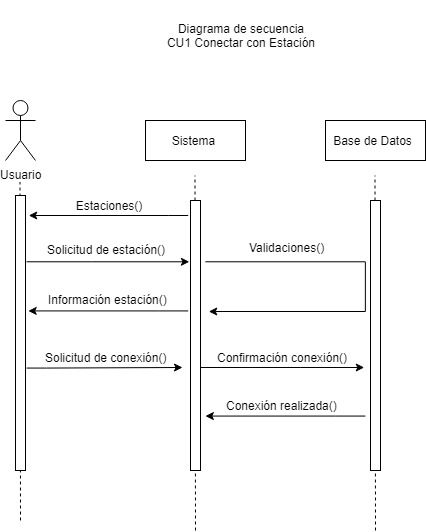 Diagrama de secuencia
CU1 Conectar con Estación
Sistema
Base de Datos
Usuario
Estaciones()
Solicitud de estación()
Validaciones()
Información estación()
Solicitud de conexión()
Confirmación conexión()
Conexión realizada()